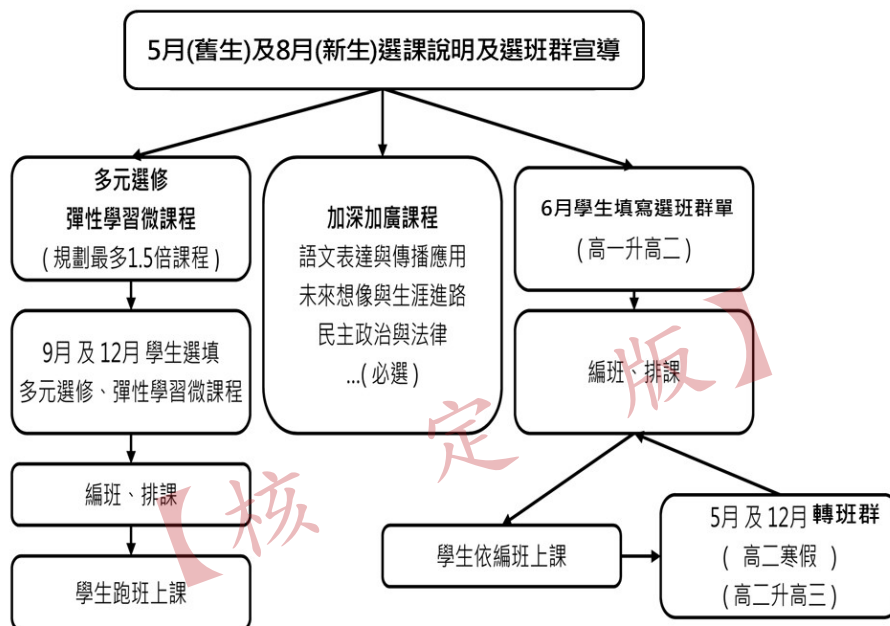 5月(舊生)及8月(新生)選課說明及選班群宣導
多元選修
彈性學習微課程
(規劃最多1.5倍課程)
9月 及 12月 學生選填
多元選修、彈性學習微課程
編班、排課
學生跑班上課
加深加廣課程
語文表達與傳播應用
未來想像與生涯進路
民主政治與法律
...(必選)
6月學生填寫選班群單
(高一升高二)
編班、排課
學生依編班上課
5月 及 12月 轉班群
( 高二寒假 )
(高二升高三)
【核定版】